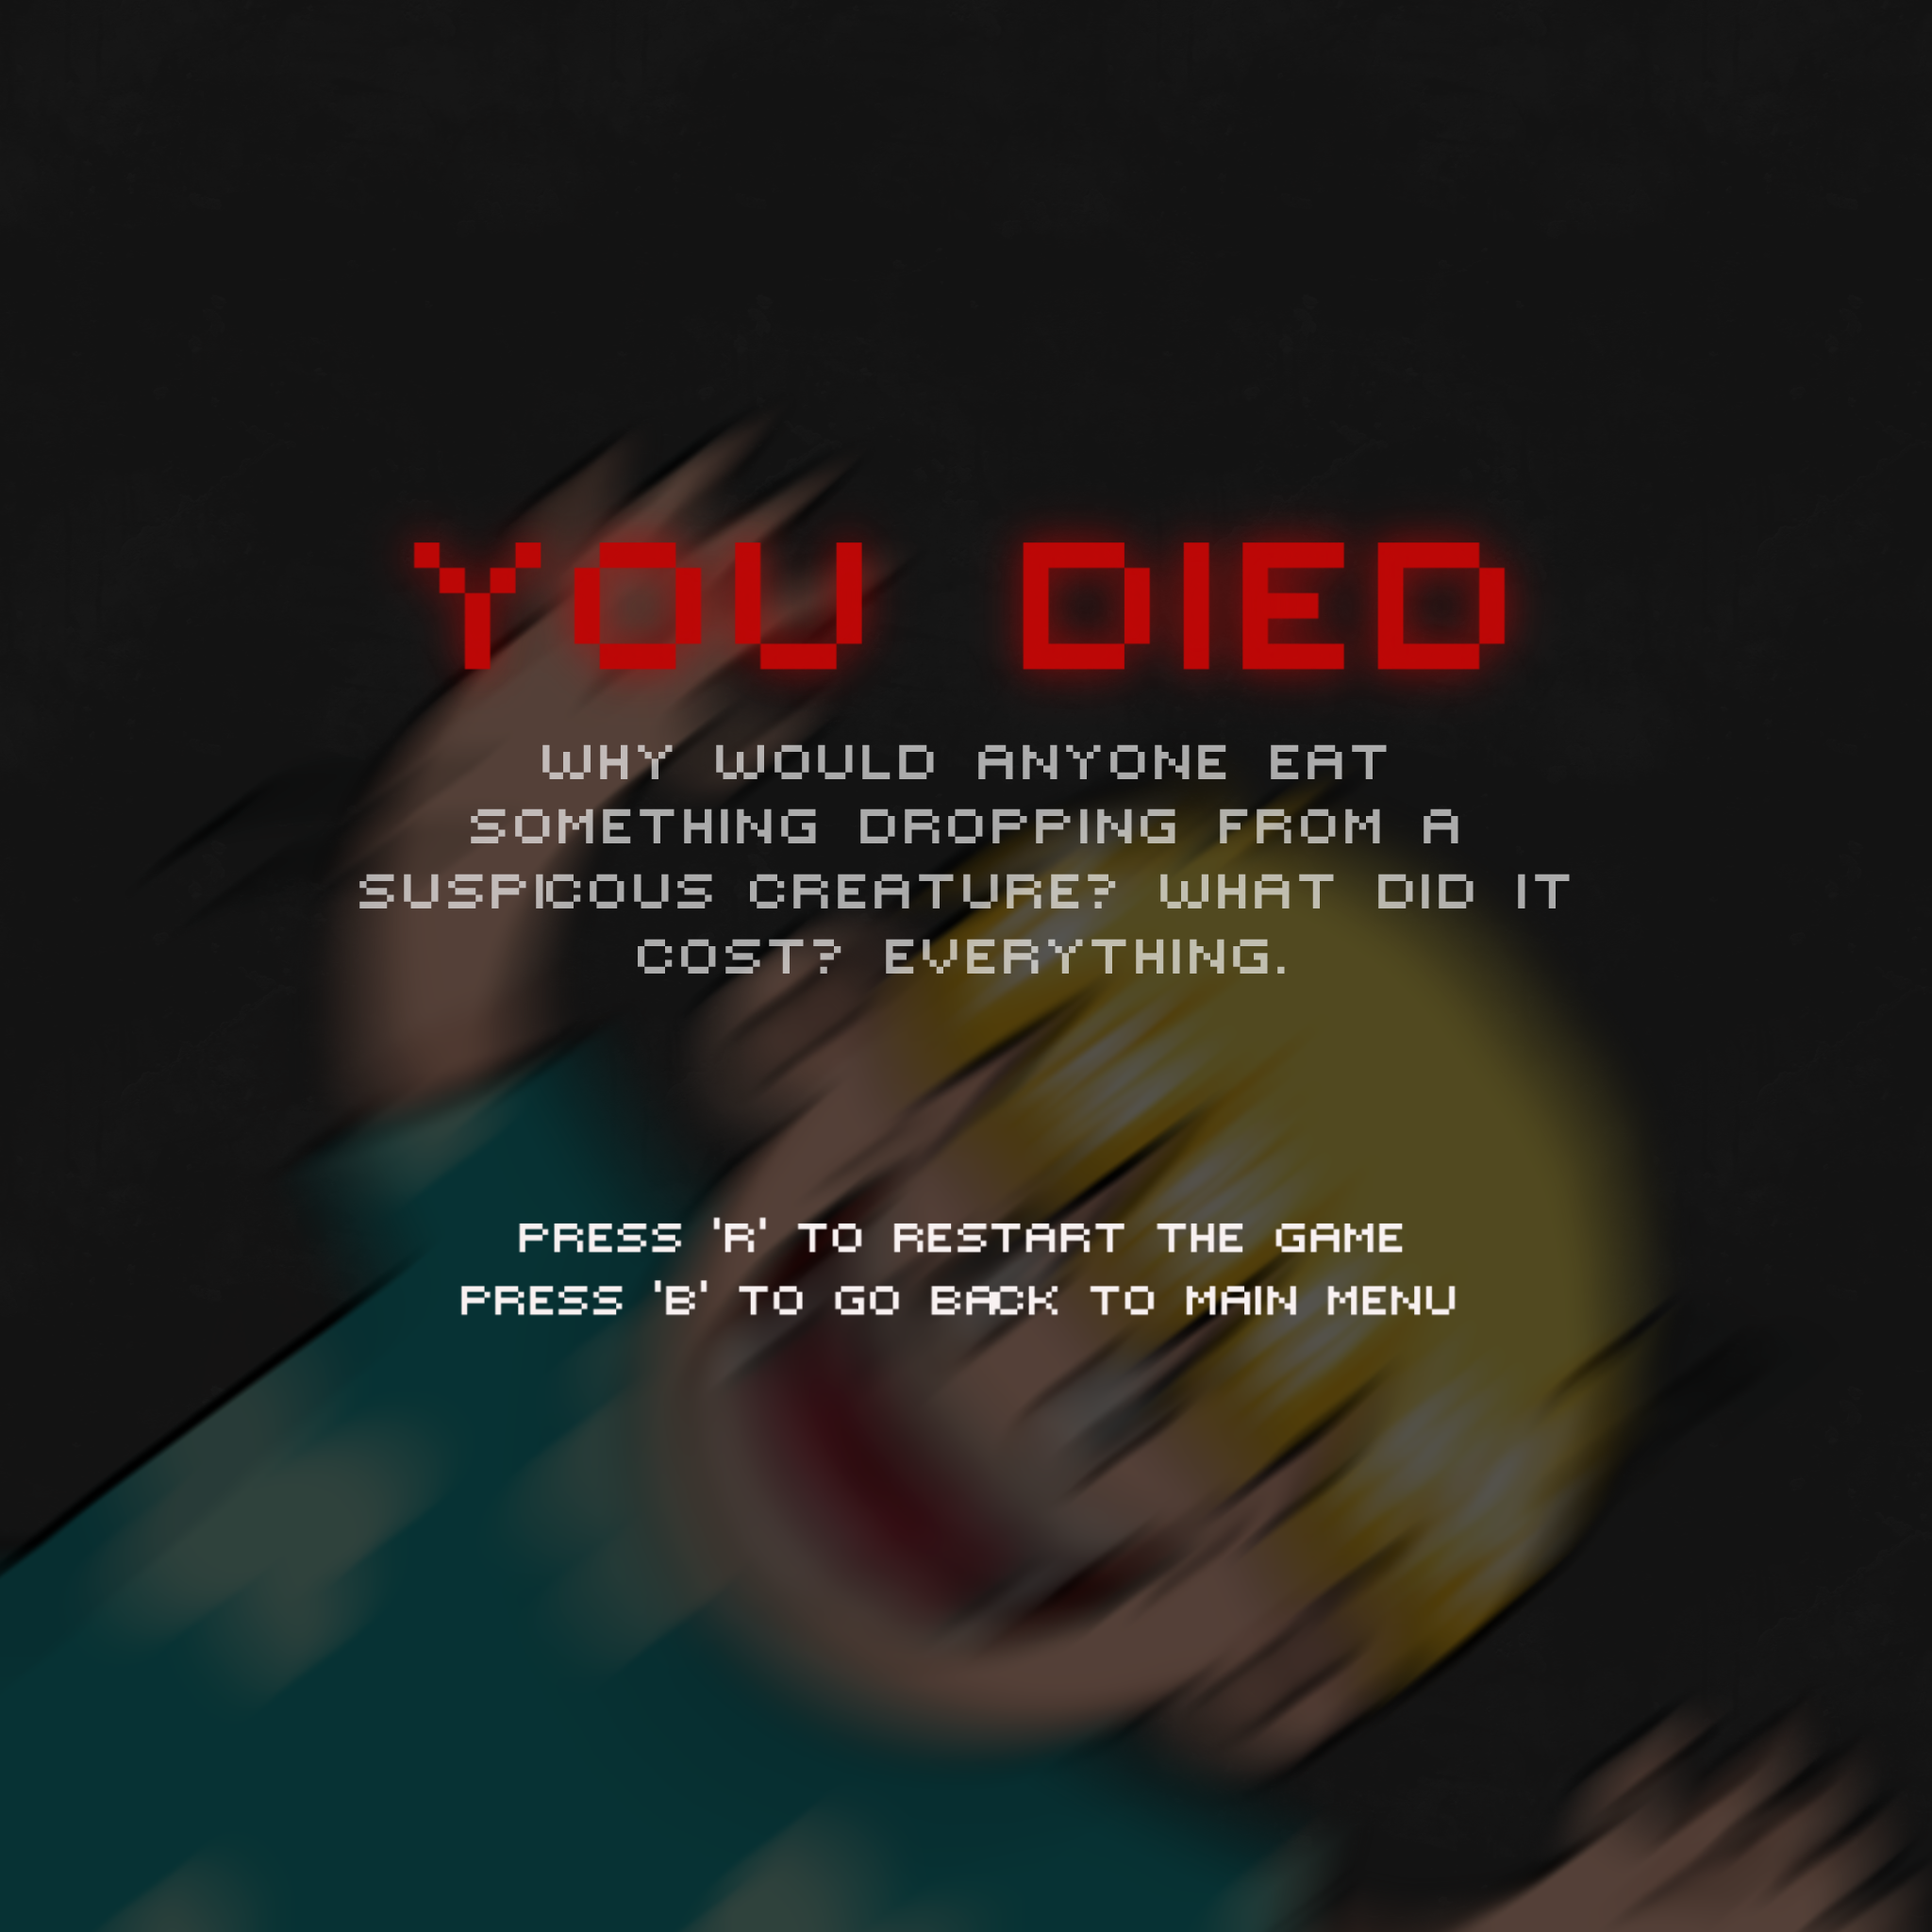 YOU DIED
WHY WOULD ANYONE EAT
SOMETHING DROPPING FROM A
SUSPICOUS CREATURE? WHAT DID IT
COST? EVERYTHING.
PRESS 'R' TO RESTART THE GAME
PRESS 'B' TO GO BACK TO MAIN MENU